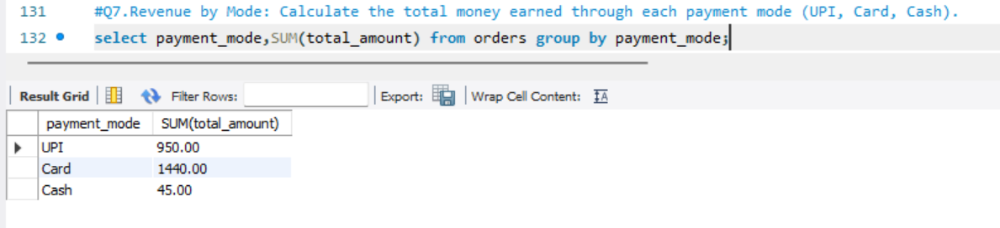 131 #Q7.Revenue by Mode: Calculate the total money earned through each payment mode (UPI, Card, Cash).
132 select payment_mode,SUM(total_amount) from orders group by payment_mode;
Result Grid Filter Rows: Export: Wrap Cell Content: IA
payment_mode SUM(total_amount)
UPI 950.00
Card 1440.00
Cash 45.00